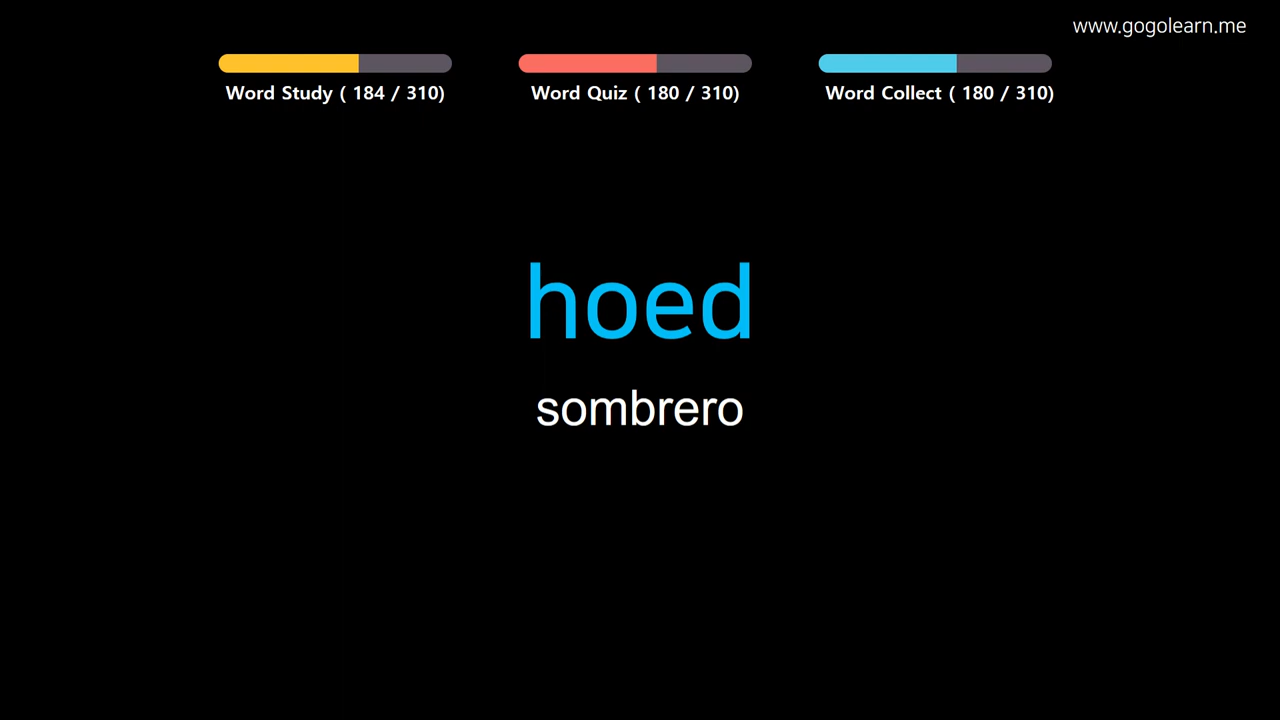 www.gogolearn.me
Word Study ( 184 / 310)
Word Quiz ( 180 / 310)
Word Collect ( 180 / 310)
hoed
sombrero